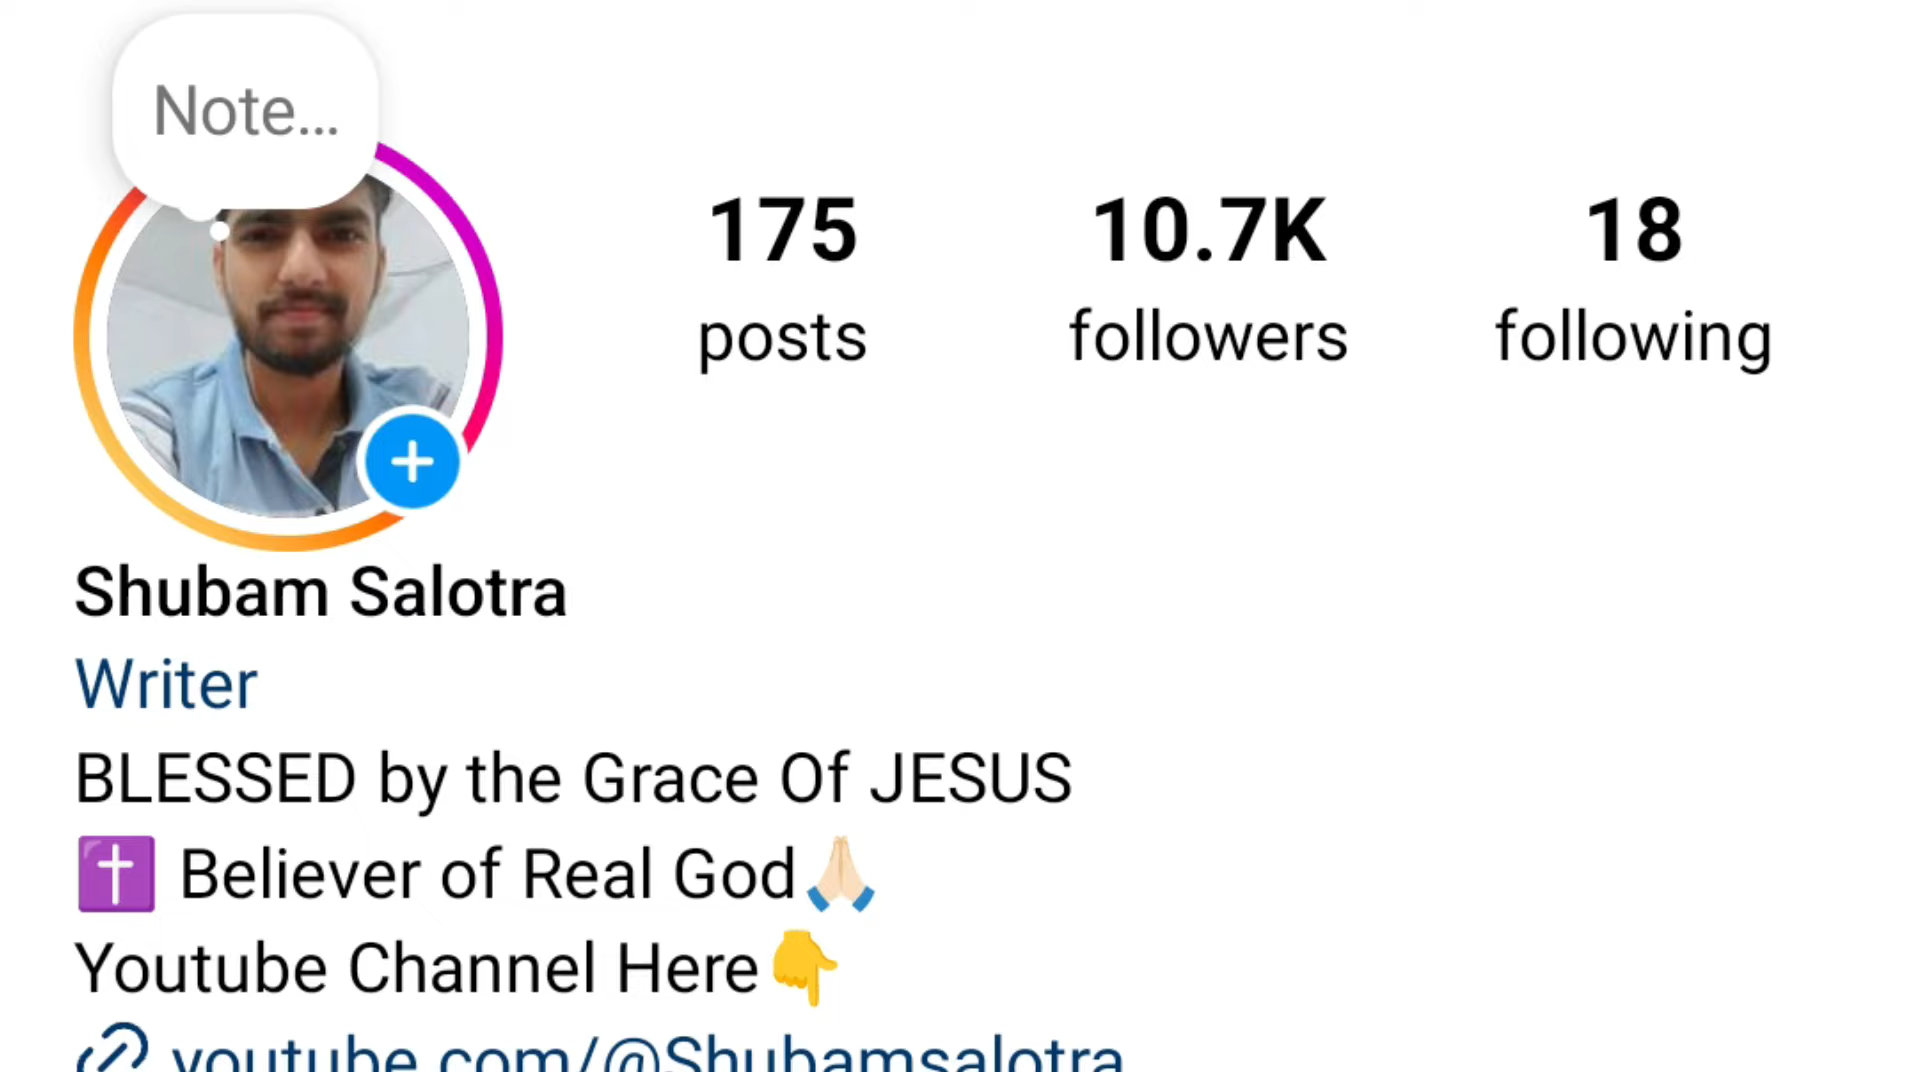 Note...
175 10.7K 18
posts followers following
Shubam Salotra
Writer
BLESSED by the Grace Of JESUS
✝️ Believer of Real God🙏🏻
Youtube Channel Here👇
youtube.com/@Shubamsalotra